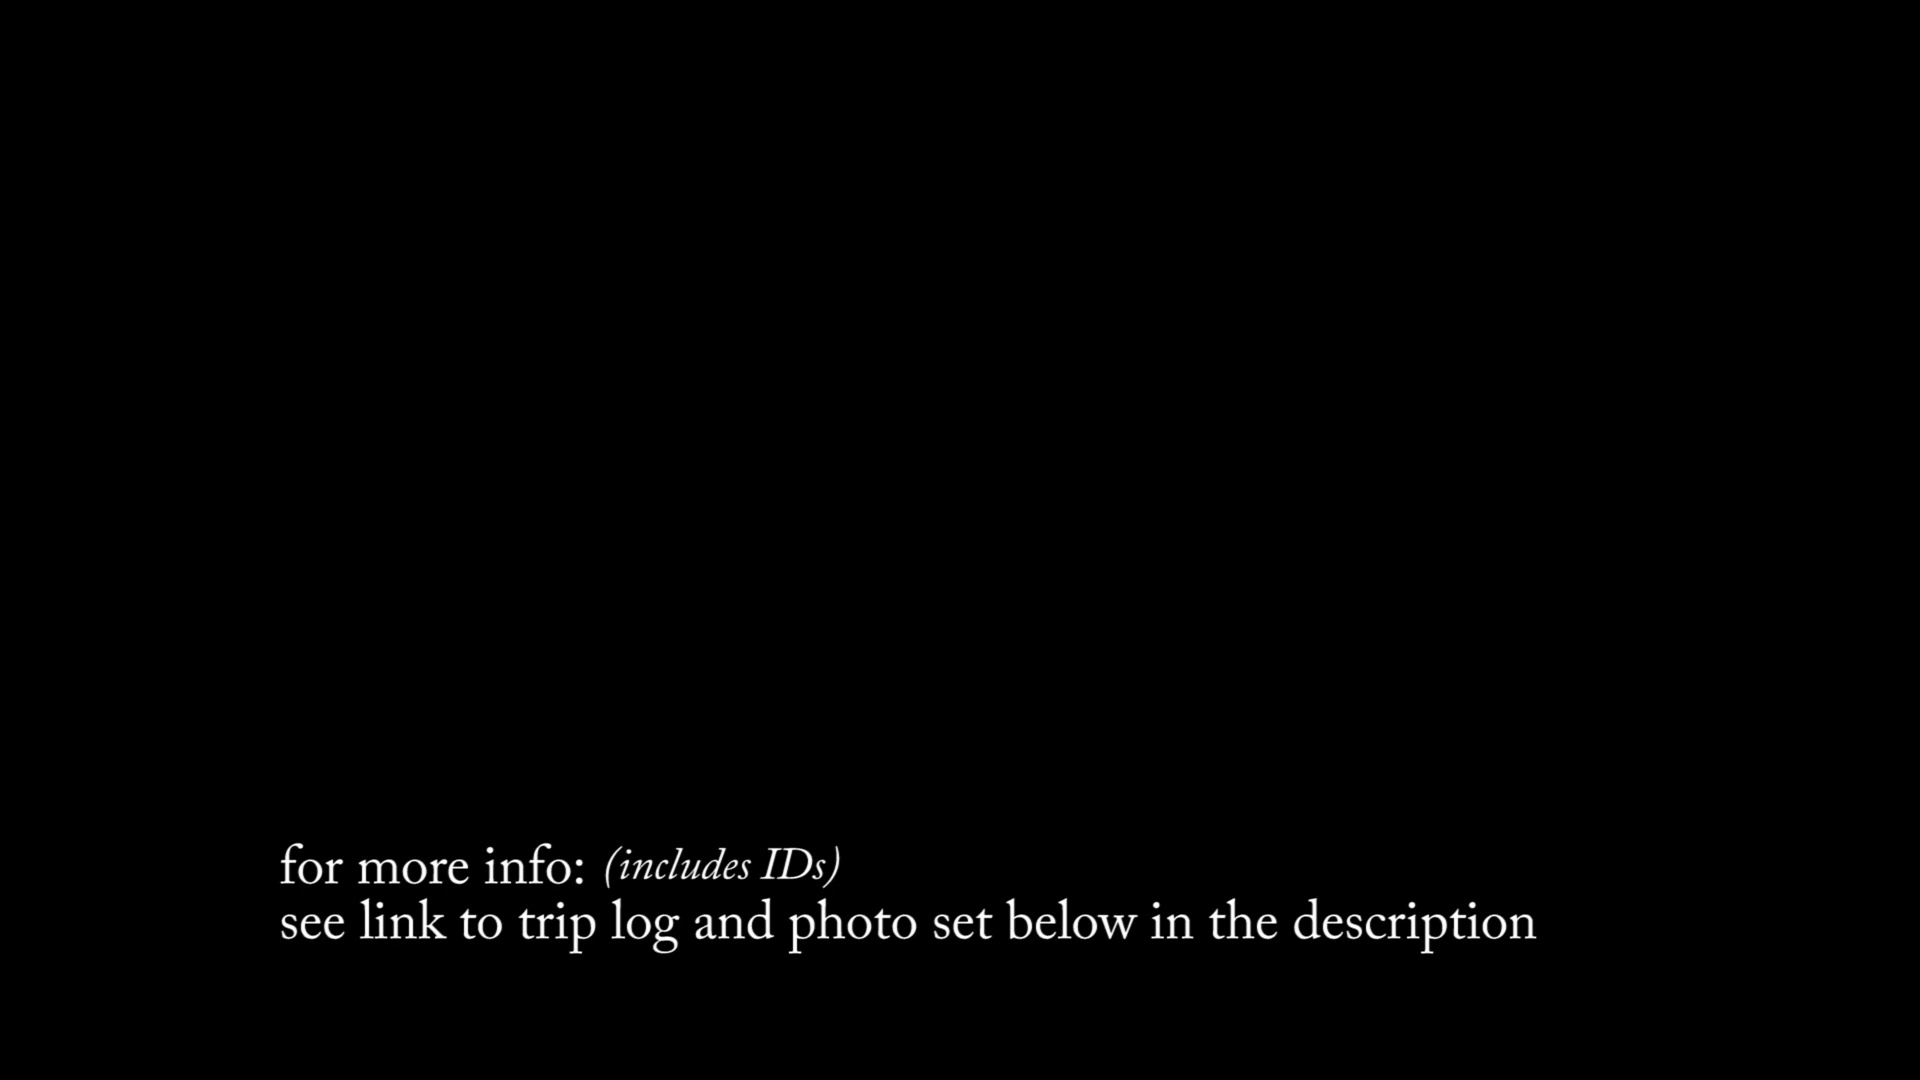 for more info: (includes IDs)
see link to trip log and photo set below in the description